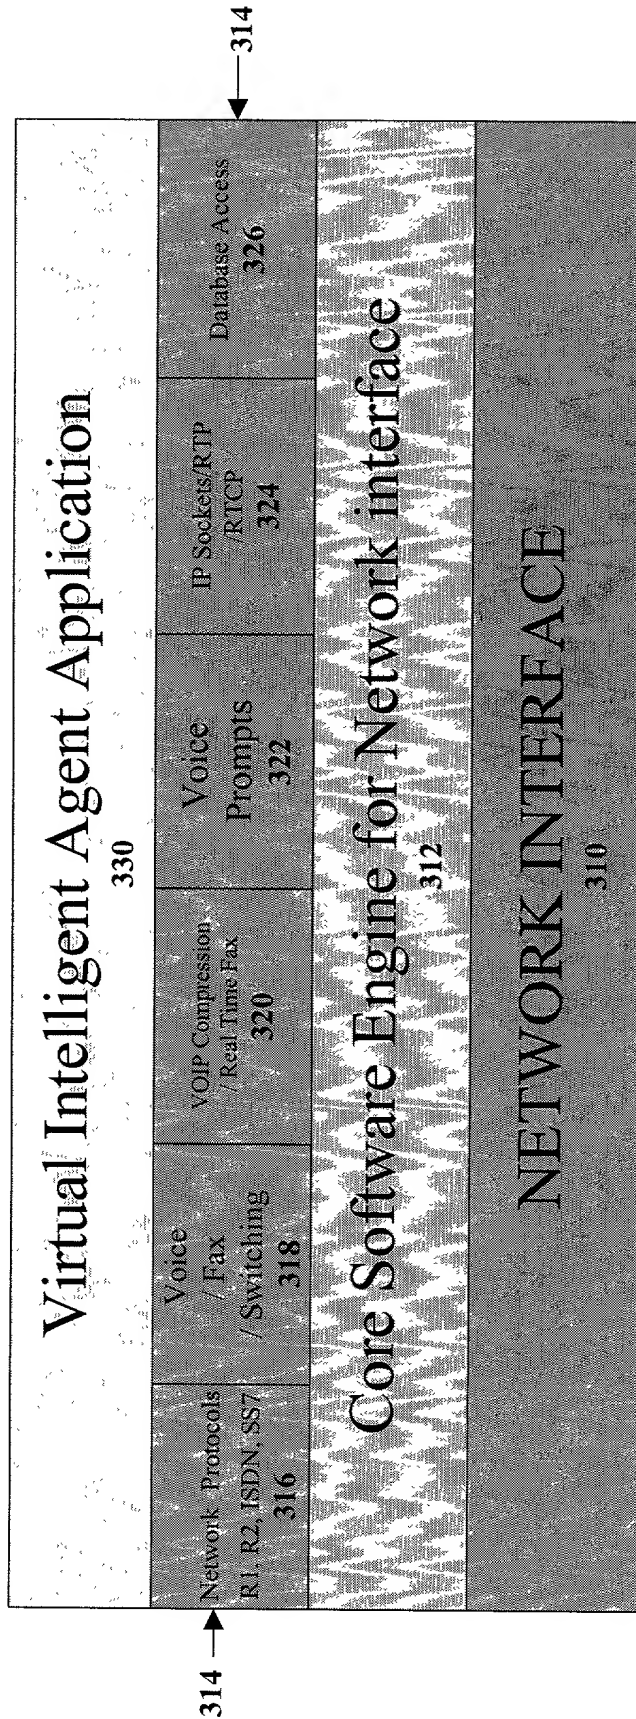 Virtual Intelligent Agent Application
330
314
Network Protocols
R1, R2, ISDN, SS7
316
Voice
/ Fax
/ Switching
318
VOIP Compression
/ Real Time Fax
320
Voice
Prompts
322
IP Sockets/RTP
/RTCP
324
Database Access
326
314
Core Software Engine for Network interface
312
NETWORK INTERFACE
310